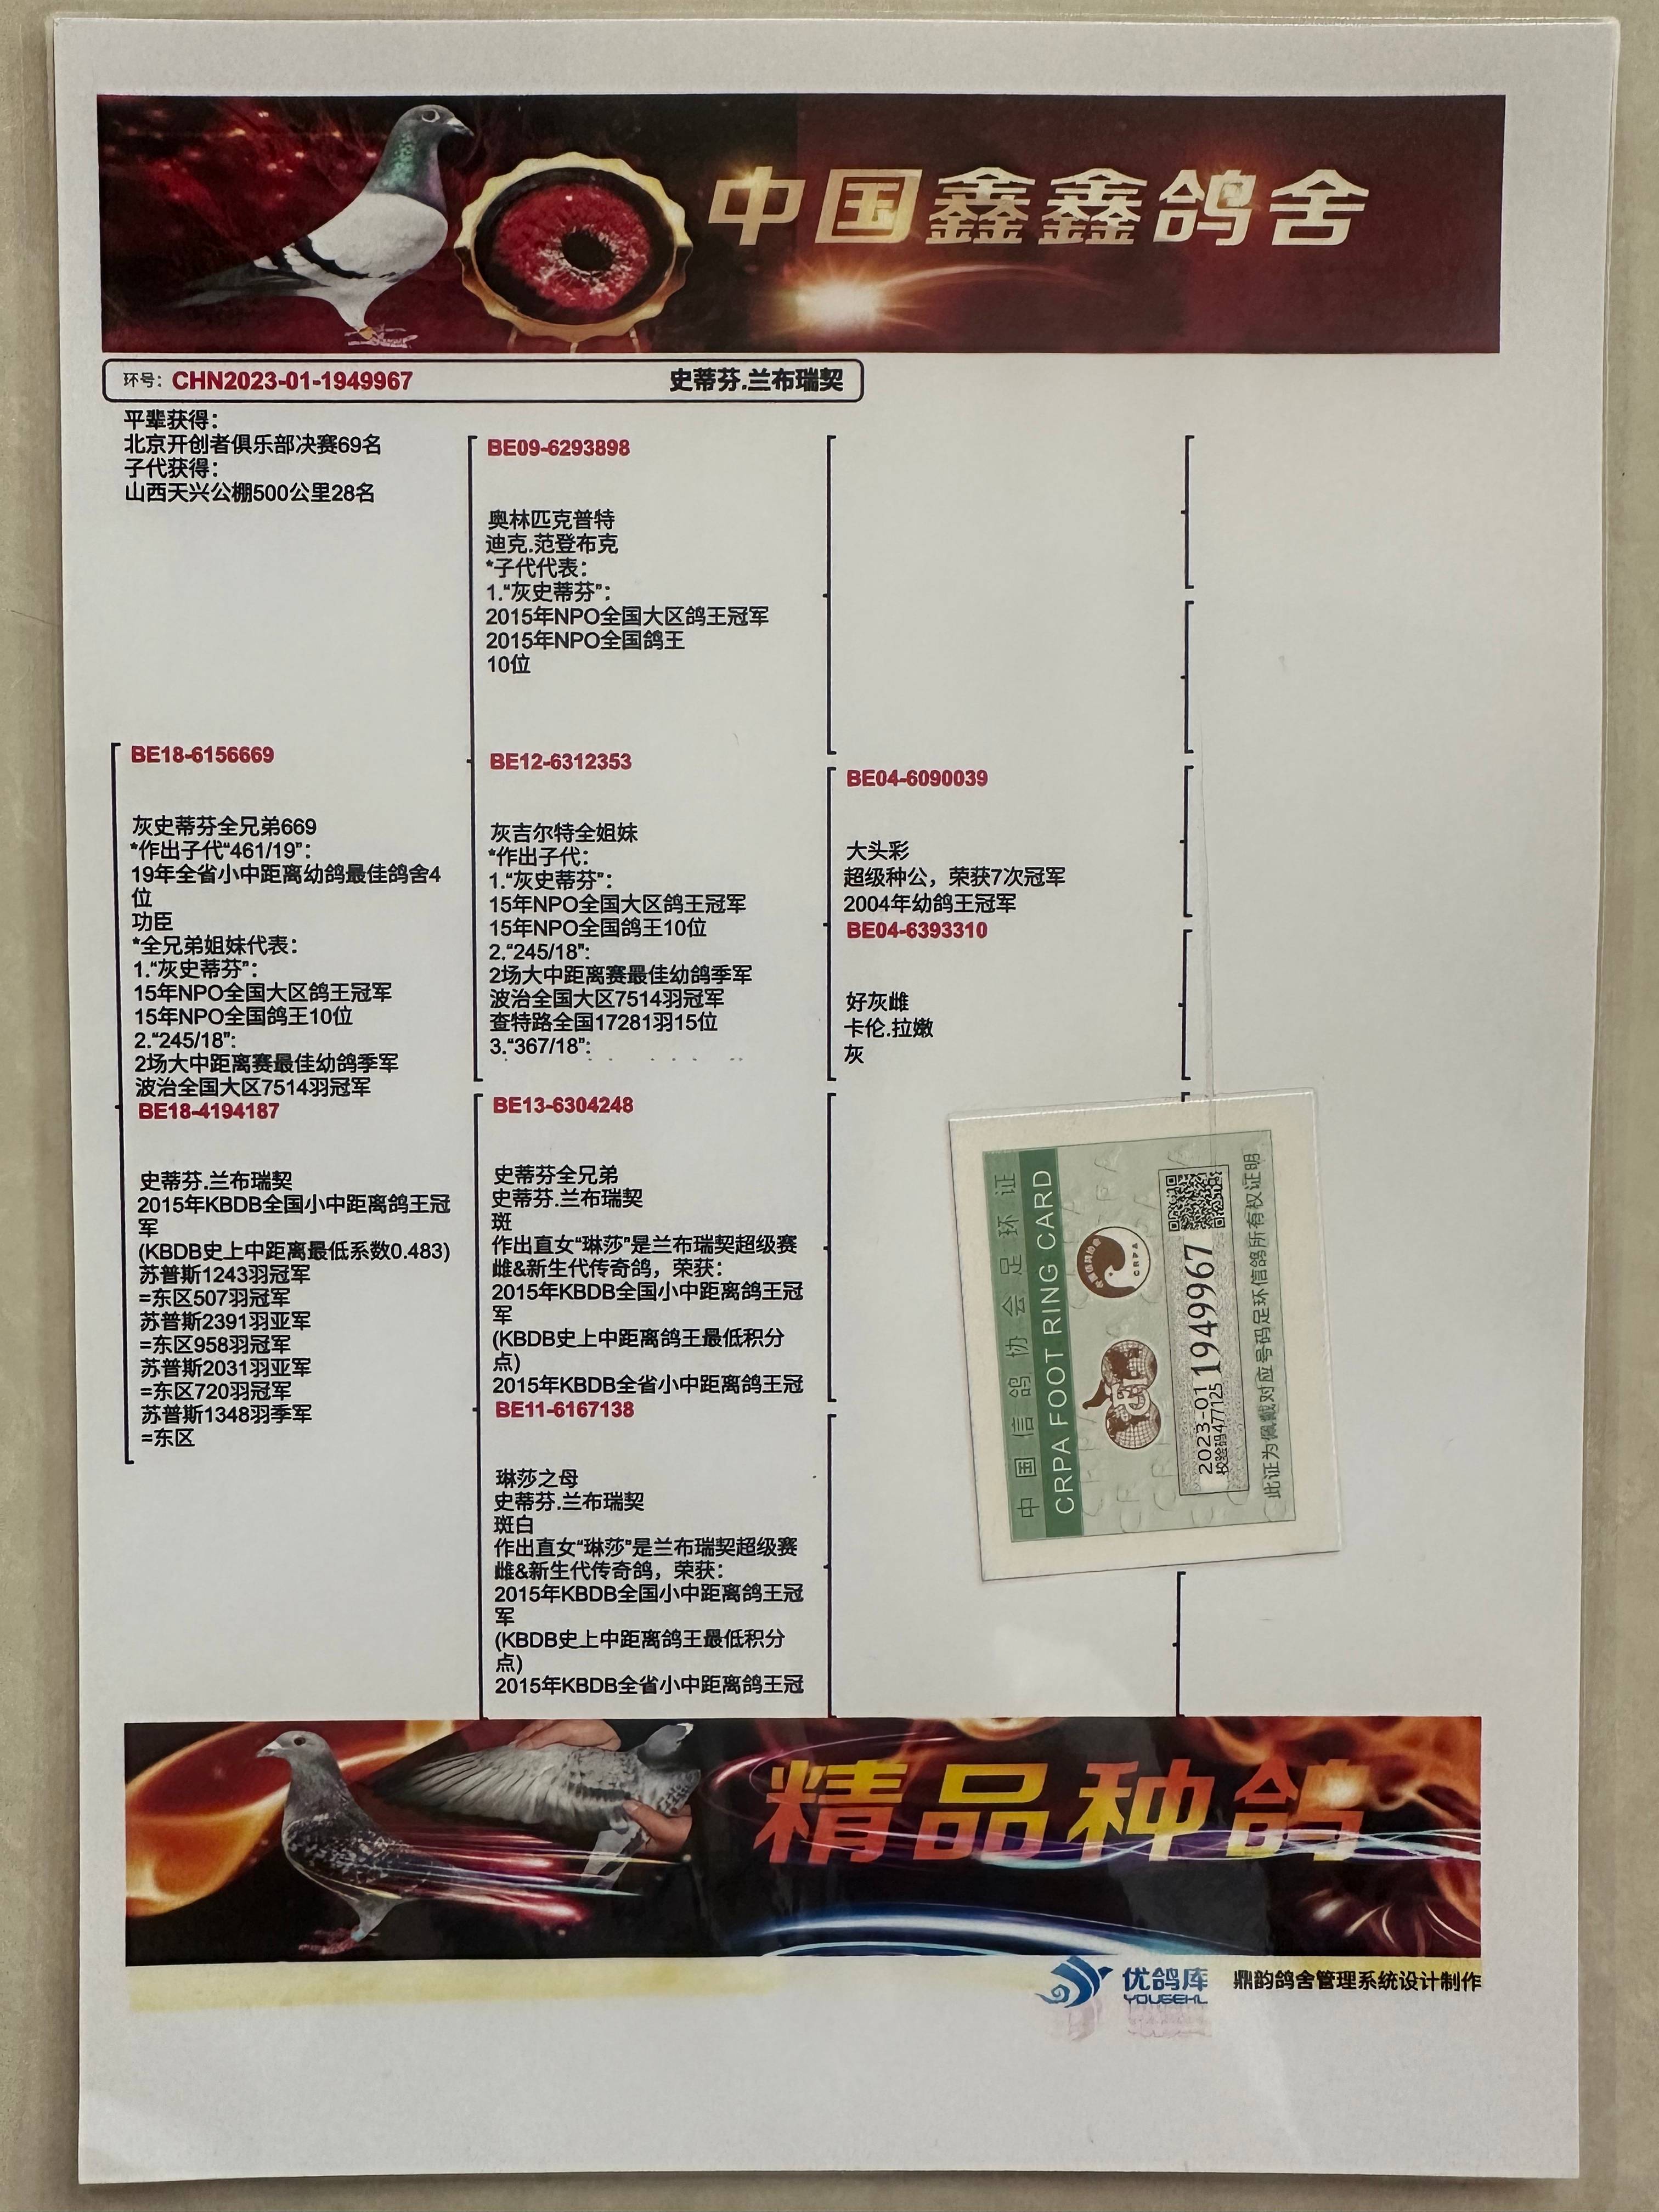 中国鑫鑫鸽舍
环号：CHN2023-01-1949967 史蒂芬.兰布瑞契
平辈获得：
北京开创者俱乐部决赛69名
子代获得：
山西天兴公棚500公里28名
BE18-6156669
灰史蒂芬全兄弟669
*作出子代“461/19”：
19年全省小中距离幼鸽最佳鸽舍4
位
功臣
*全兄弟姐妹代表：
1.“灰史蒂芬”：
15年NPO全国大区鸽王冠军
15年NPO全国鸽王10位
2.“245/18”：
2场大中距离赛最佳幼鸽季军
波治全国大区7514羽冠军
BE18-4194187
史蒂芬.兰布瑞契
2015年KBDB全国小中距离鸽王冠
军
(KBDB史上中距离最低系数0.483)
苏普斯1243羽冠军
=东区507羽冠军
苏普斯2391羽亚军
=东区958羽冠军
苏普斯2031羽亚军
=东区720羽冠军
苏普斯1348羽季军
=东区
BE09-6293898
奥林匹克普特
迪克.范登布克
*子代代表：
1.“灰史蒂芬”：
2015年NPO全国大区鸽王冠军
2015年NPO全国鸽王
10位
BE12-6312353
灰吉尔特全姐妹
*作出子代：
1.“灰史蒂芬”：
15年NPO全国大区鸽王冠军
15年NPO全国鸽王10位
2.“245/18”：
2场大中距离赛最佳幼鸽季军
波治全国大区7514羽冠军
查特路全国17281羽15位
3.“367/18”：
BE13-6304248
史蒂芬全兄弟
史蒂芬.兰布瑞契
斑
作出直女“琳莎”是兰布瑞契超级赛
雌&新生代传奇鸽，荣获：
2015年KBDB全国小中距离鸽王冠
军
(KBDB史上中距离鸽王最低积分
点)
2015年KBDB全省小中距离鸽王冠
BE11-6167138
琳莎之母
史蒂芬.兰布瑞契
斑白
作出直女“琳莎”是兰布瑞契超级赛
雌&新生代传奇鸽，荣获：
2015年KBDB全国小中距离鸽王冠
军
(KBDB史上中距离鸽王最低积分
点)
2015年KBDB全省小中距离鸽王冠
BE04-6090039
大头彩
超级种公，荣获7次冠军
2004年幼鸽王冠军
BE04-6393310
好灰雌
卡伦.拉嫩
灰
中国信鸽协会足环证
CRPA FOOT RING CARD
CRPA
2023-01 1949967
校验码477125
此证为佩戴对应号码足环信鸽所有权证明
精品种鸽
优鸽库
YOUGEKU
鼎韵鸽舍管理系统设计制作